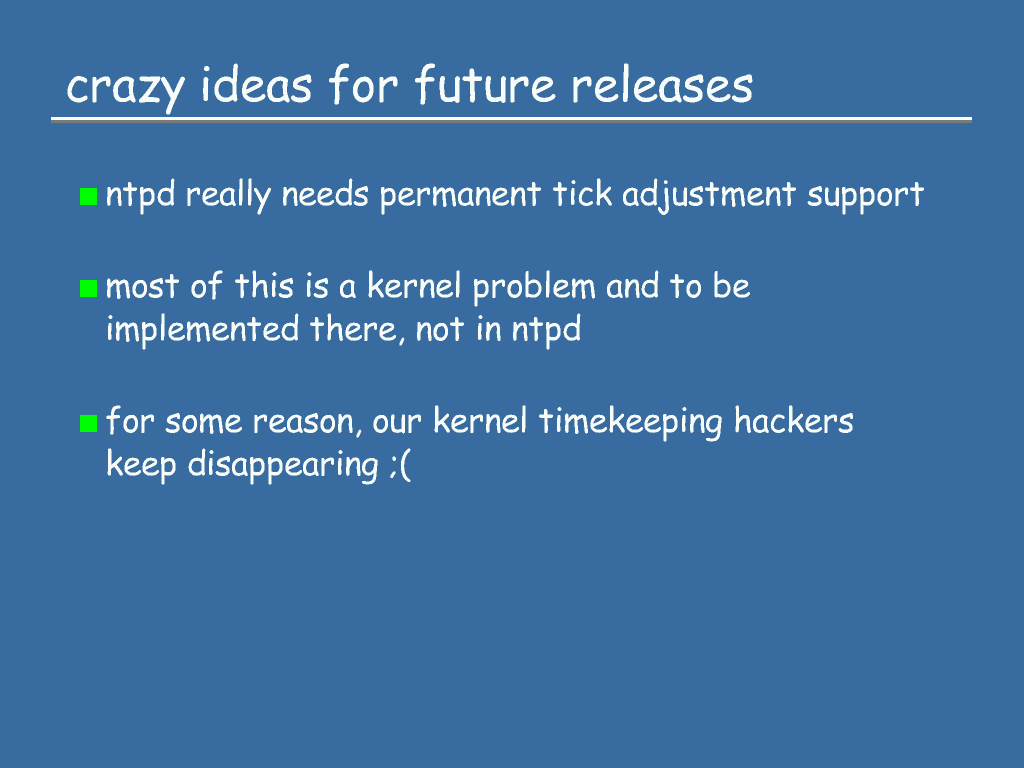 crazy ideas for future releases
ntpd really needs permanent tick adjustment support
most of this is a kernel problem and to be
implemented there, not in ntpd
for some reason, our kernel timekeeping hackers
keep disappearing ;(